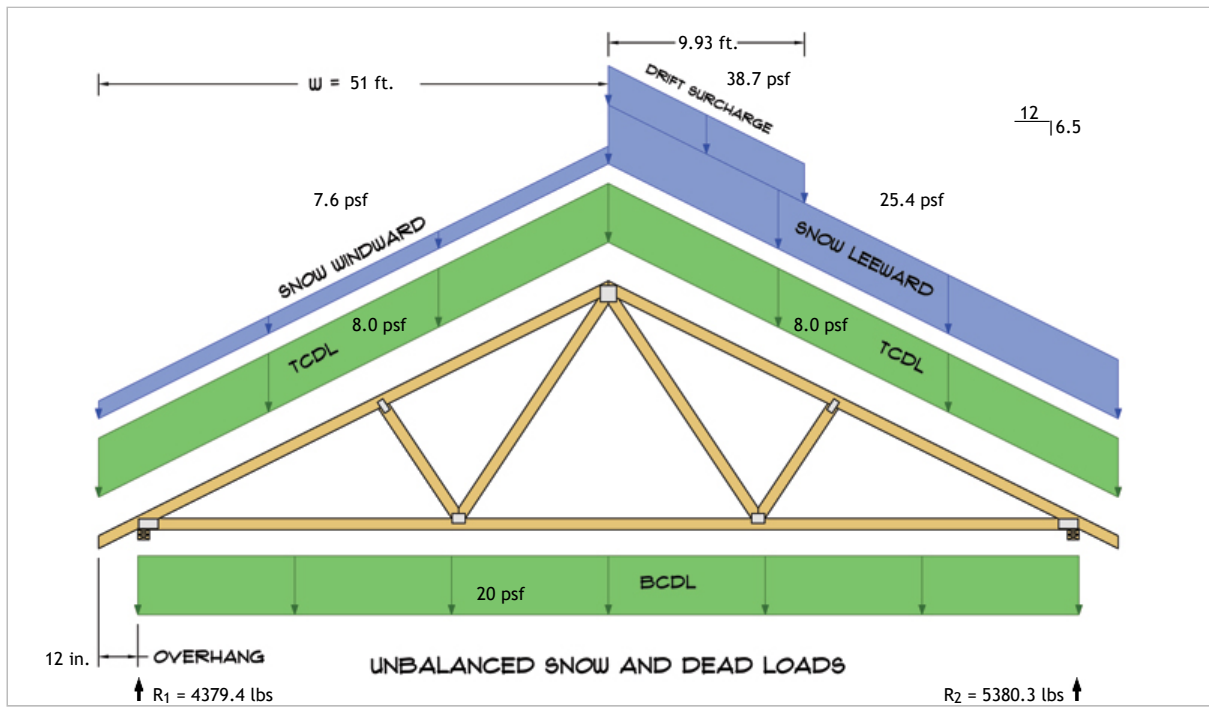 9.93 ft.
W = 51 ft.
DRIFT SURCHARGE
38.7 psf
12
6.5
7.6 psf
25.4 psf
SNOW WINDWARD
SNOW LEEWARD
8.0 psf
8.0 psf
TCDL
TCDL
20 psf
BCDL
12 in.
OVERHANG
UNBALANCED SNOW AND DEAD LOADS
R1 = 4379.4 lbs
R2 = 5380.3 lbs